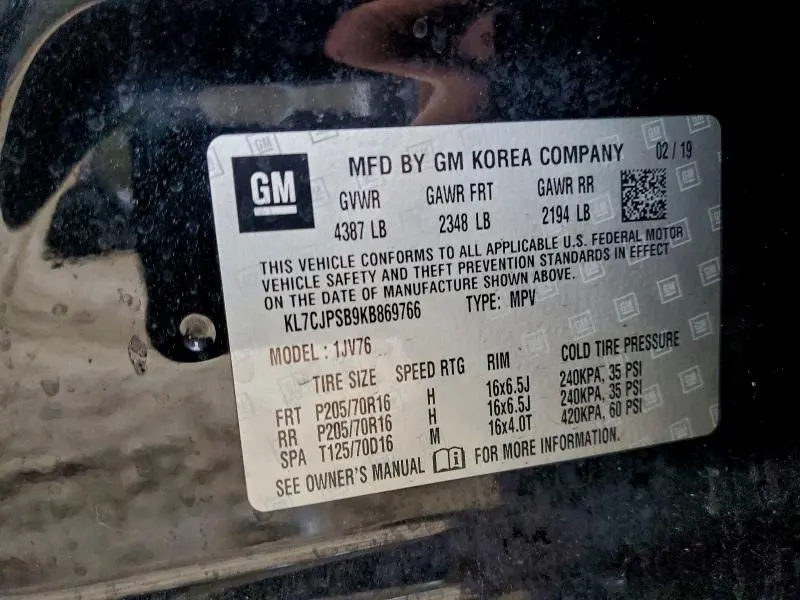 GM
MFD BY GM KOREA COMPANY 02 / 19
GVWR GAWR FRT GAWR RR
4387 LB 2348 LB 2194 LB
THIS VEHICLE CONFORMS TO ALL APPLICABLE U.S. FEDERAL MOTOR
VEHICLE SAFETY AND THEFT PREVENTION STANDARDS IN EFFECT
ON THE DATE OF MANUFACTURE SHOWN ABOVE.
KL7CJPSB9KB869766 TYPE: MPV
MODEL : 1JV76
TIRE SIZE SPEED RTG RIM COLD TIRE PRESSURE
FRT P205/70R16 H 16x6.5J 240KPA, 35 PSI
RR P205/70R16 H 16x6.5J 240KPA, 35 PSI
SPA T125/70D16 M 16x4.0T 420KPA, 60 PSI
SEE OWNER'S MANUAL FOR MORE INFORMATION.